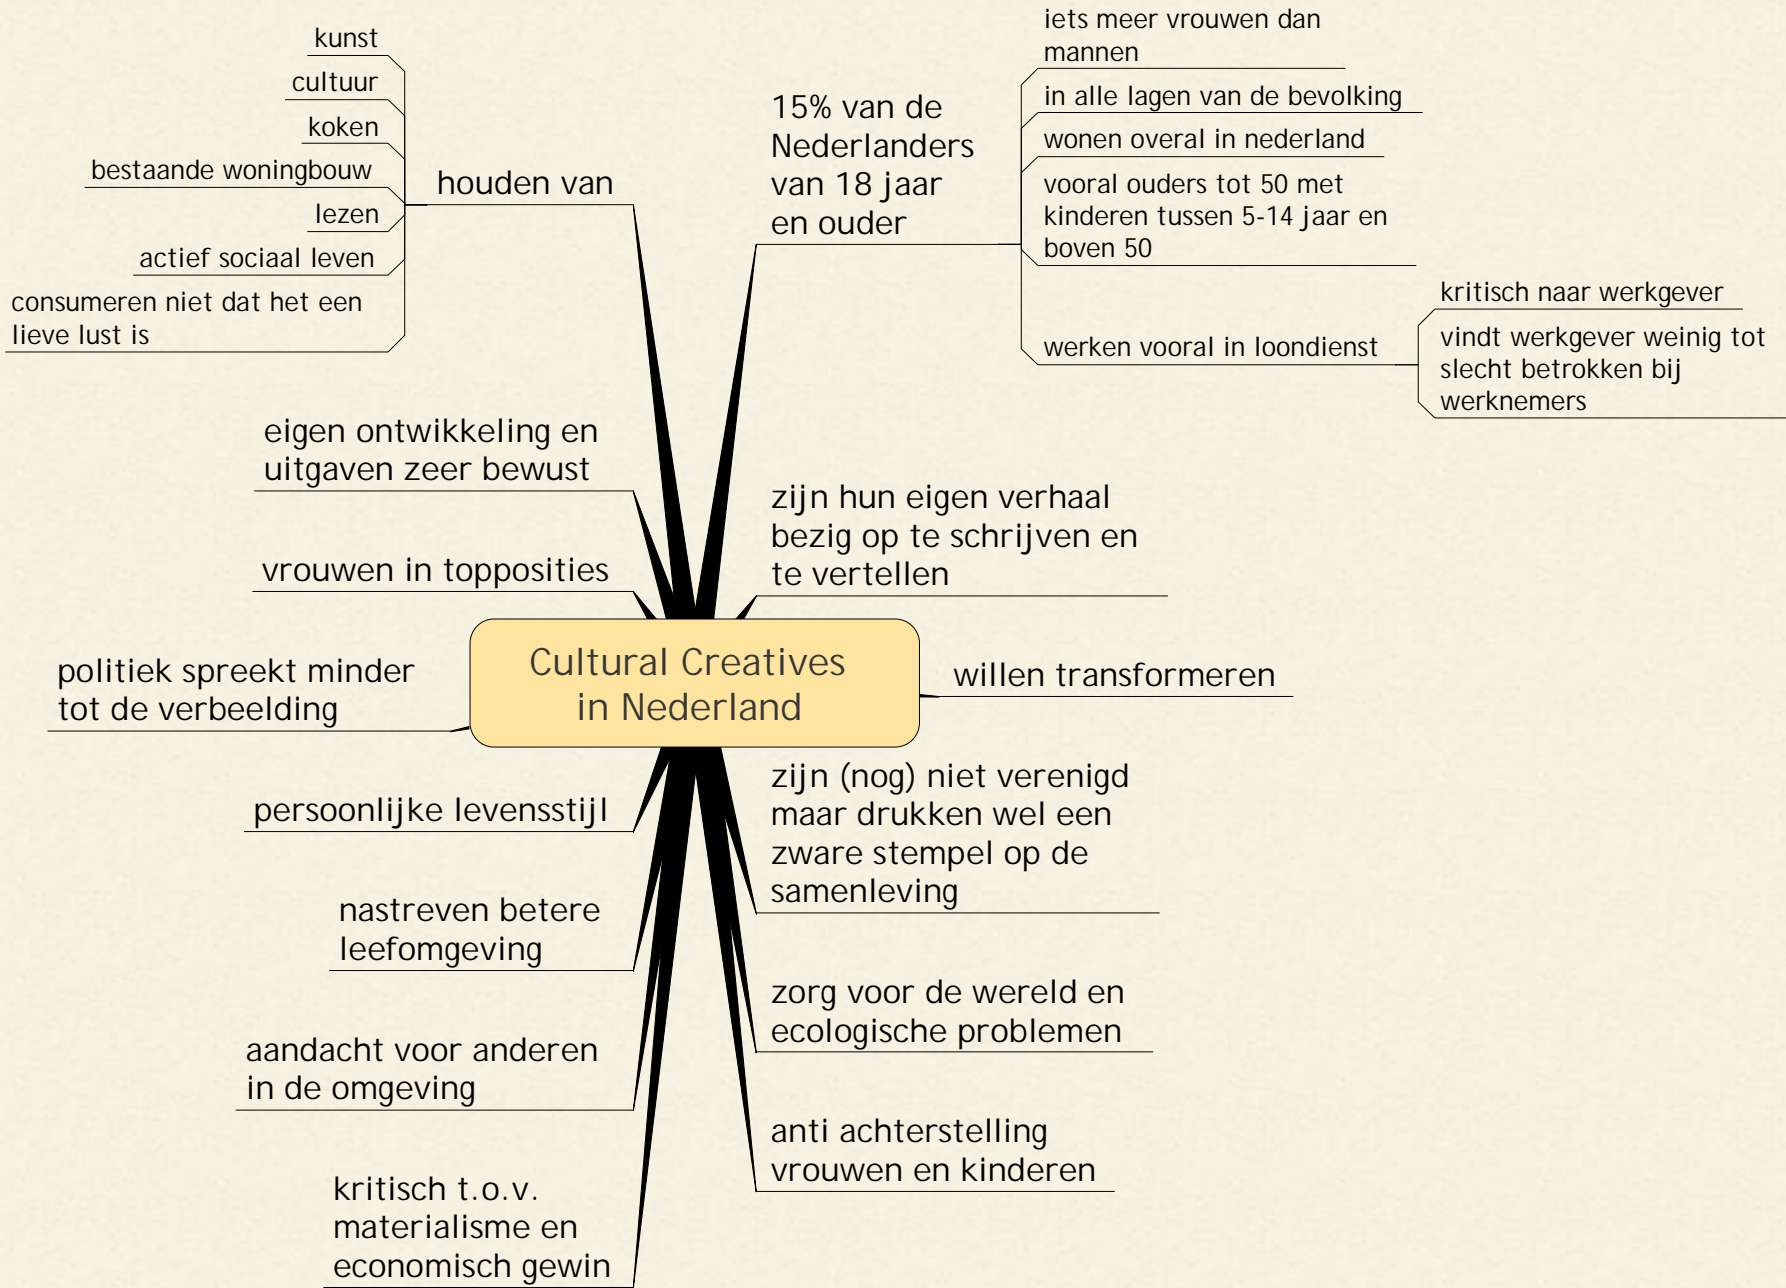 kunst
cultuur
koken
bestaande woningbouw
lezen
actief sociaal leven
consumeren niet dat het een
lieve lust is
houden van
eigen ontwikkeling en
uitgaven zeer bewust
vrouwen in topposities
politiek spreekt minder
tot de verbeelding
persoonlijke levensstijl
nastreven betere
leefomgeving
aandacht voor anderen
in de omgeving
kritisch t.o.v.
materialisme en
economisch gewin
Cultural Creatives
in Nederland
15% van de
Nederlanders
van 18 jaar
en ouder
iets meer vrouwen dan
mannen
in alle lagen van de bevolking
wonen overal in nederland
vooral ouders tot 50 met
kinderen tussen 5-14 jaar en
boven 50
werken vooral in loondienst
kritisch naar werkgever
vindt werkgever weinig tot
slecht betrokken bij
werknemers
zijn hun eigen verhaal
bezig op te schrijven en
te vertellen
willen transformeren
zijn (nog) niet verenigd
maar drukken wel een
zware stempel op de
samenleving
zorg voor de wereld en
ecologische problemen
anti achterstelling
vrouwen en kinderen